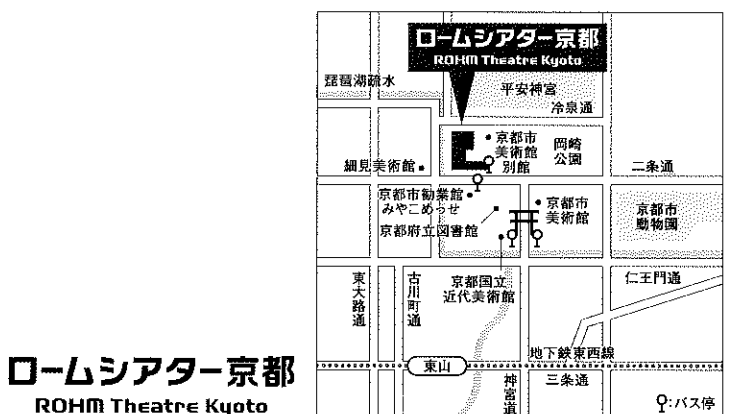 ロームシアター京都
ROHM Theatre Kyoto
琵琶湖疏水
平安神宮
冷泉通
京都市
美術館
別館
岡崎
公園
細見美術館
二条通
京都市勧業館
みやこめっせ
京都市
美術館
京都市
動物園
京都府立図書館
東大路通
古川町通
京都国立
近代美術館
仁王門通
地下鉄東西線
東山
三条通
神宮道
:バス停
ロームシアター京都
ROHM Theatre Kyoto